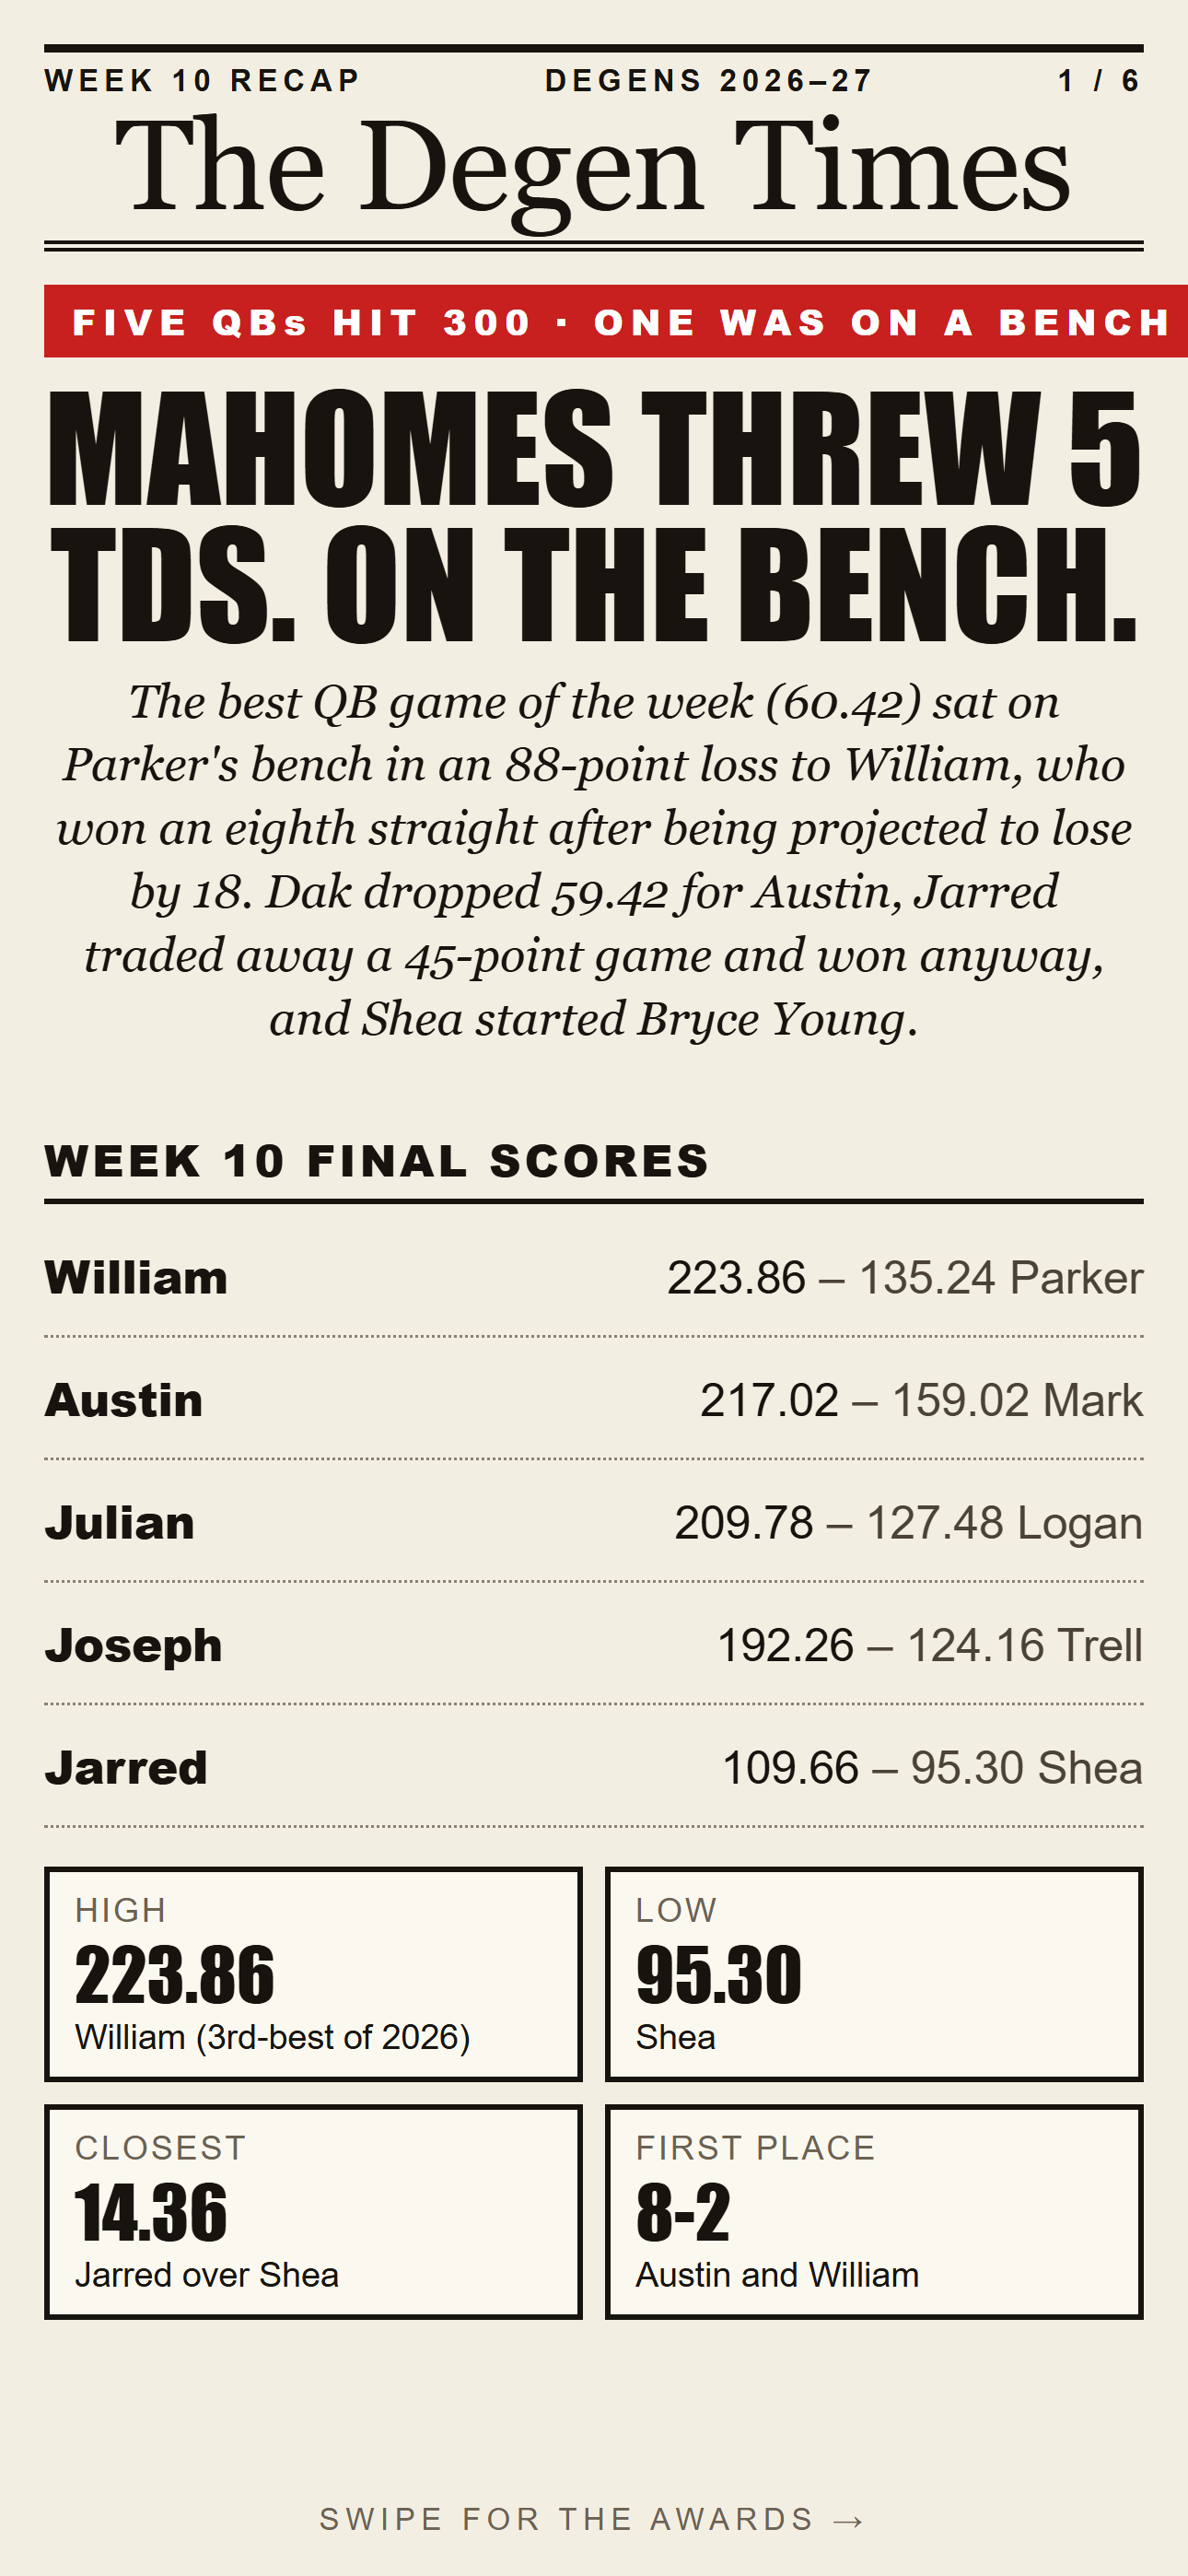 WEEK 10 RECAP DEGENS 2026–27 1 / 6
The Degen Times
FIVE QBs HIT 300 · ONE WAS ON A BENCH
MAHOMES THREW 5
TDS. ON THE BENCH.
The best QB game of the week (60.42) sat on
Parker's bench in an 88-point loss to William, who
won an eighth straight after being projected to lose
by 18. Dak dropped 59.42 for Austin, Jarred
traded away a 45-point game and won anyway,
and Shea started Bryce Young.
WEEK 10 FINAL SCORES
William 223.86 – 135.24 Parker
Austin 217.02 – 159.02 Mark
Julian 209.78 – 127.48 Logan
Joseph 192.26 – 124.16 Trell
Jarred 109.66 – 95.30 Shea
HIGH
223.86
William (3rd-best of 2026)
LOW
95.30
Shea
CLOSEST
14.36
Jarred over Shea
FIRST PLACE
8-2
Austin and William
SWIPE FOR THE AWARDS →